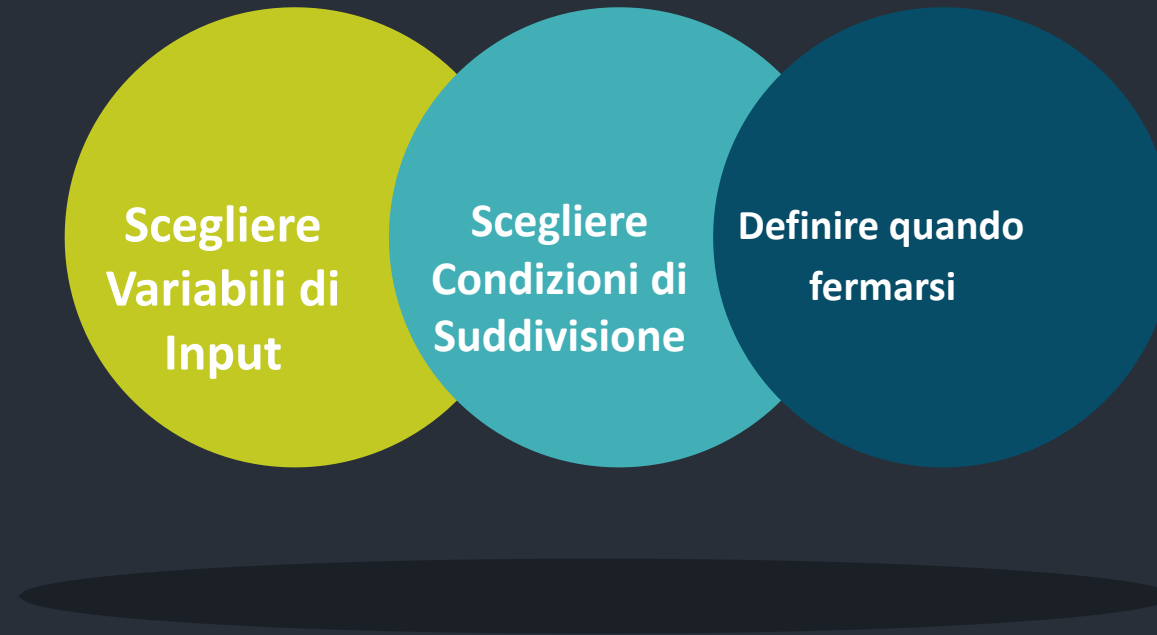 Scegliere
Variabili di
Input
Scegliere
Condizioni di
Suddivisione
Definire quando
fermarsi